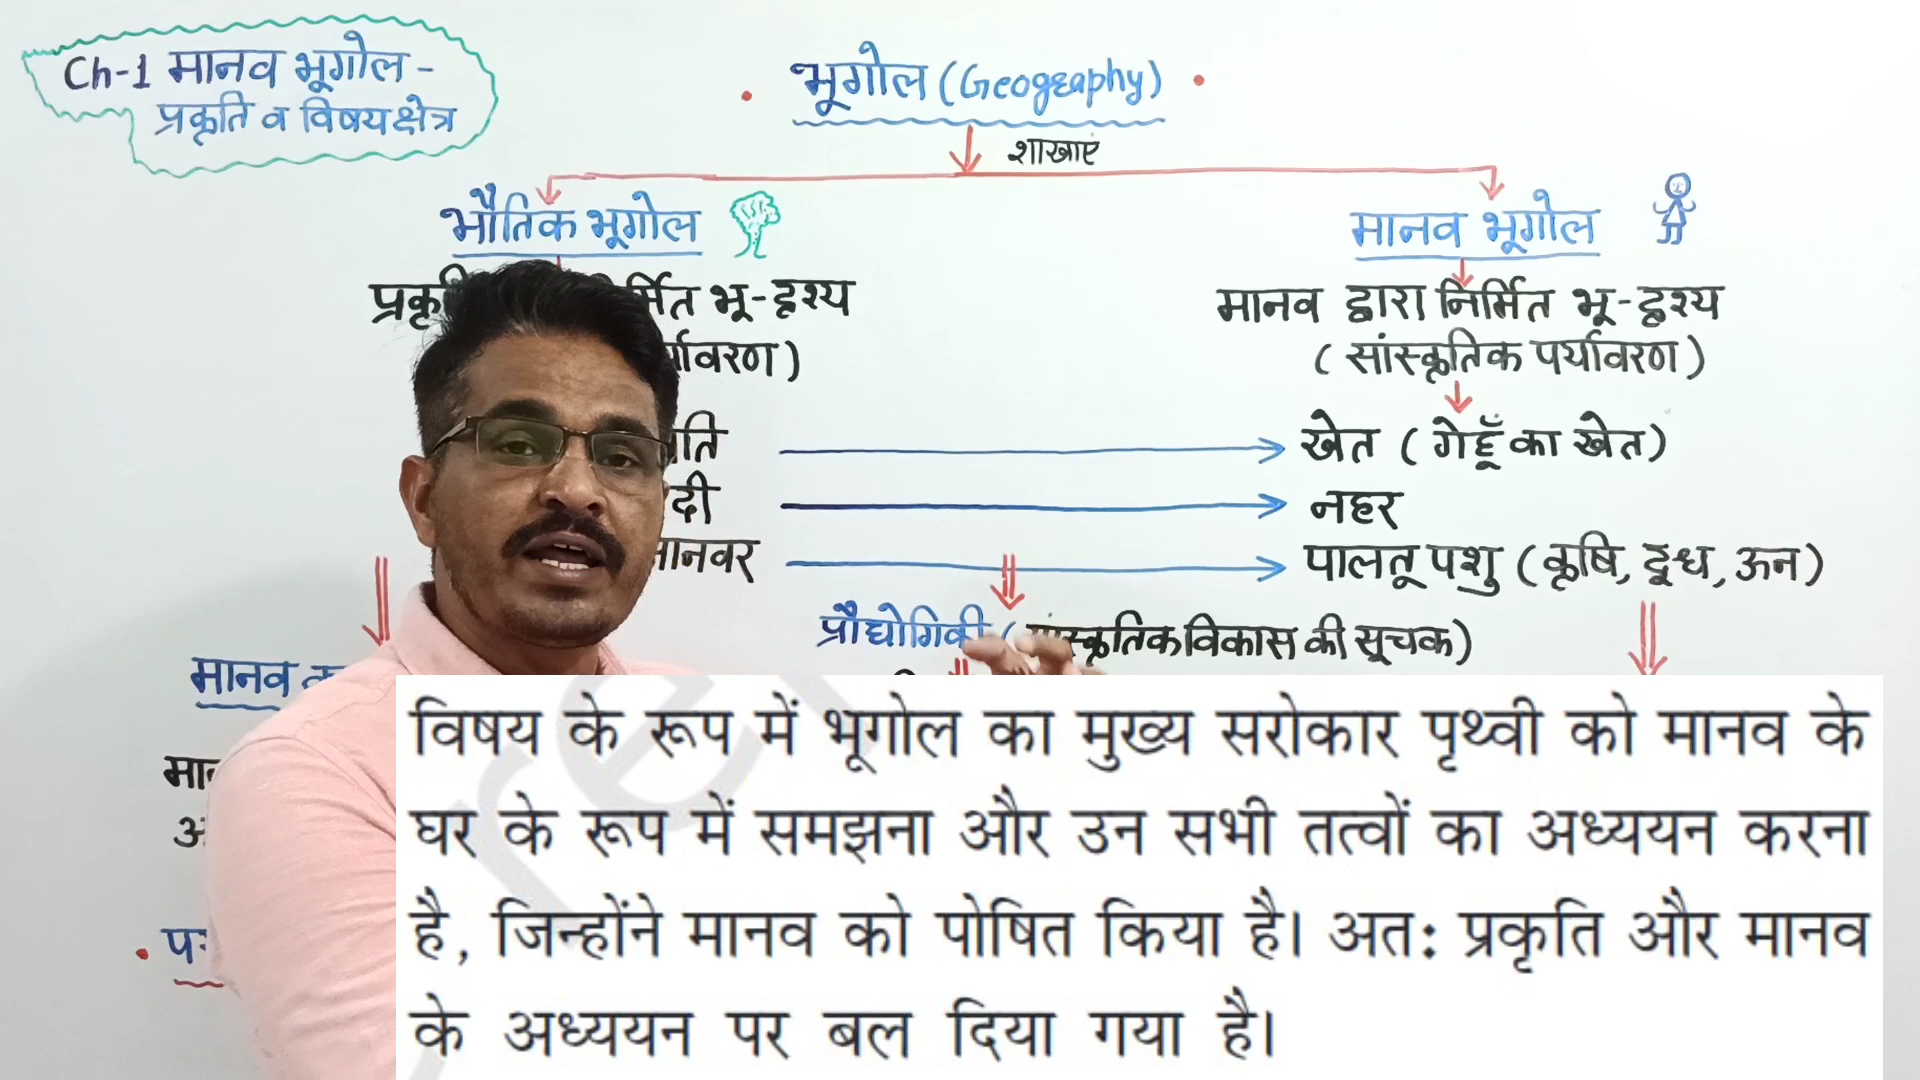 Ch-1 मानव भूगोल -
प्रकृति व विषयक्षेत्र
भूगोल (Geography)
शाखाएं
भौतिक भूगोल
मानव भूगोल
भू-दृश्य
मानव द्वारा निर्मित भू-दृश्य
( सांस्कृतिक पर्यावरण )
खेत ( गेहूँ का खेत )
नहर
पालतू पशु ( कृषि, दूध, ऊन )
प्रौद्योगिकी ( सांस्कृतिक विकास की सूचक )
मानव
विषय के रूप में भूगोल का मुख्य सरोकार पृथ्वी को मानव के
घर के रूप में समझना और उन सभी तत्वों का अध्ययन करना
है, जिन्होंने मानव को पोषित किया है। अत: प्रकृति और मानव
के अध्ययन पर बल दिया गया है।